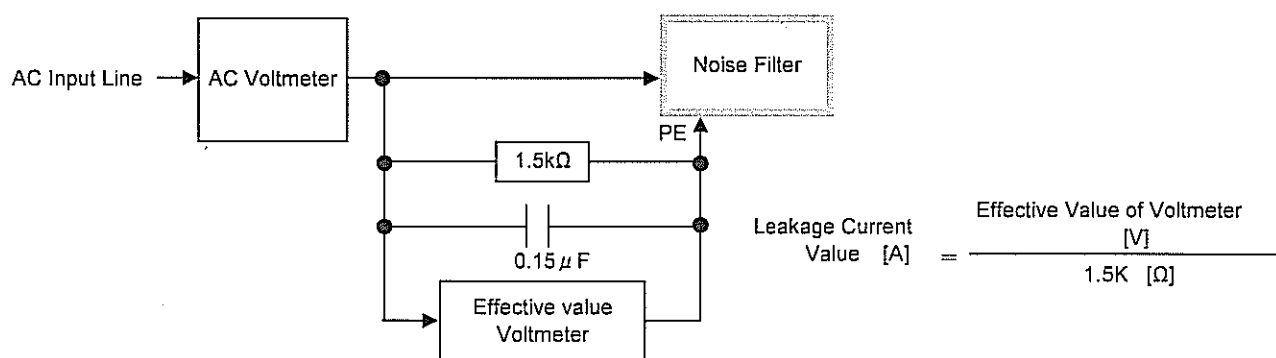 AC Input Line
AC Voltmeter
Noise Filter
PE
1.5kΩ
0.15μF
Effective value
Voltmeter
Leakage Current
Value [A]
=
Effective Value of Voltmeter
[V]
1.5K [Ω]